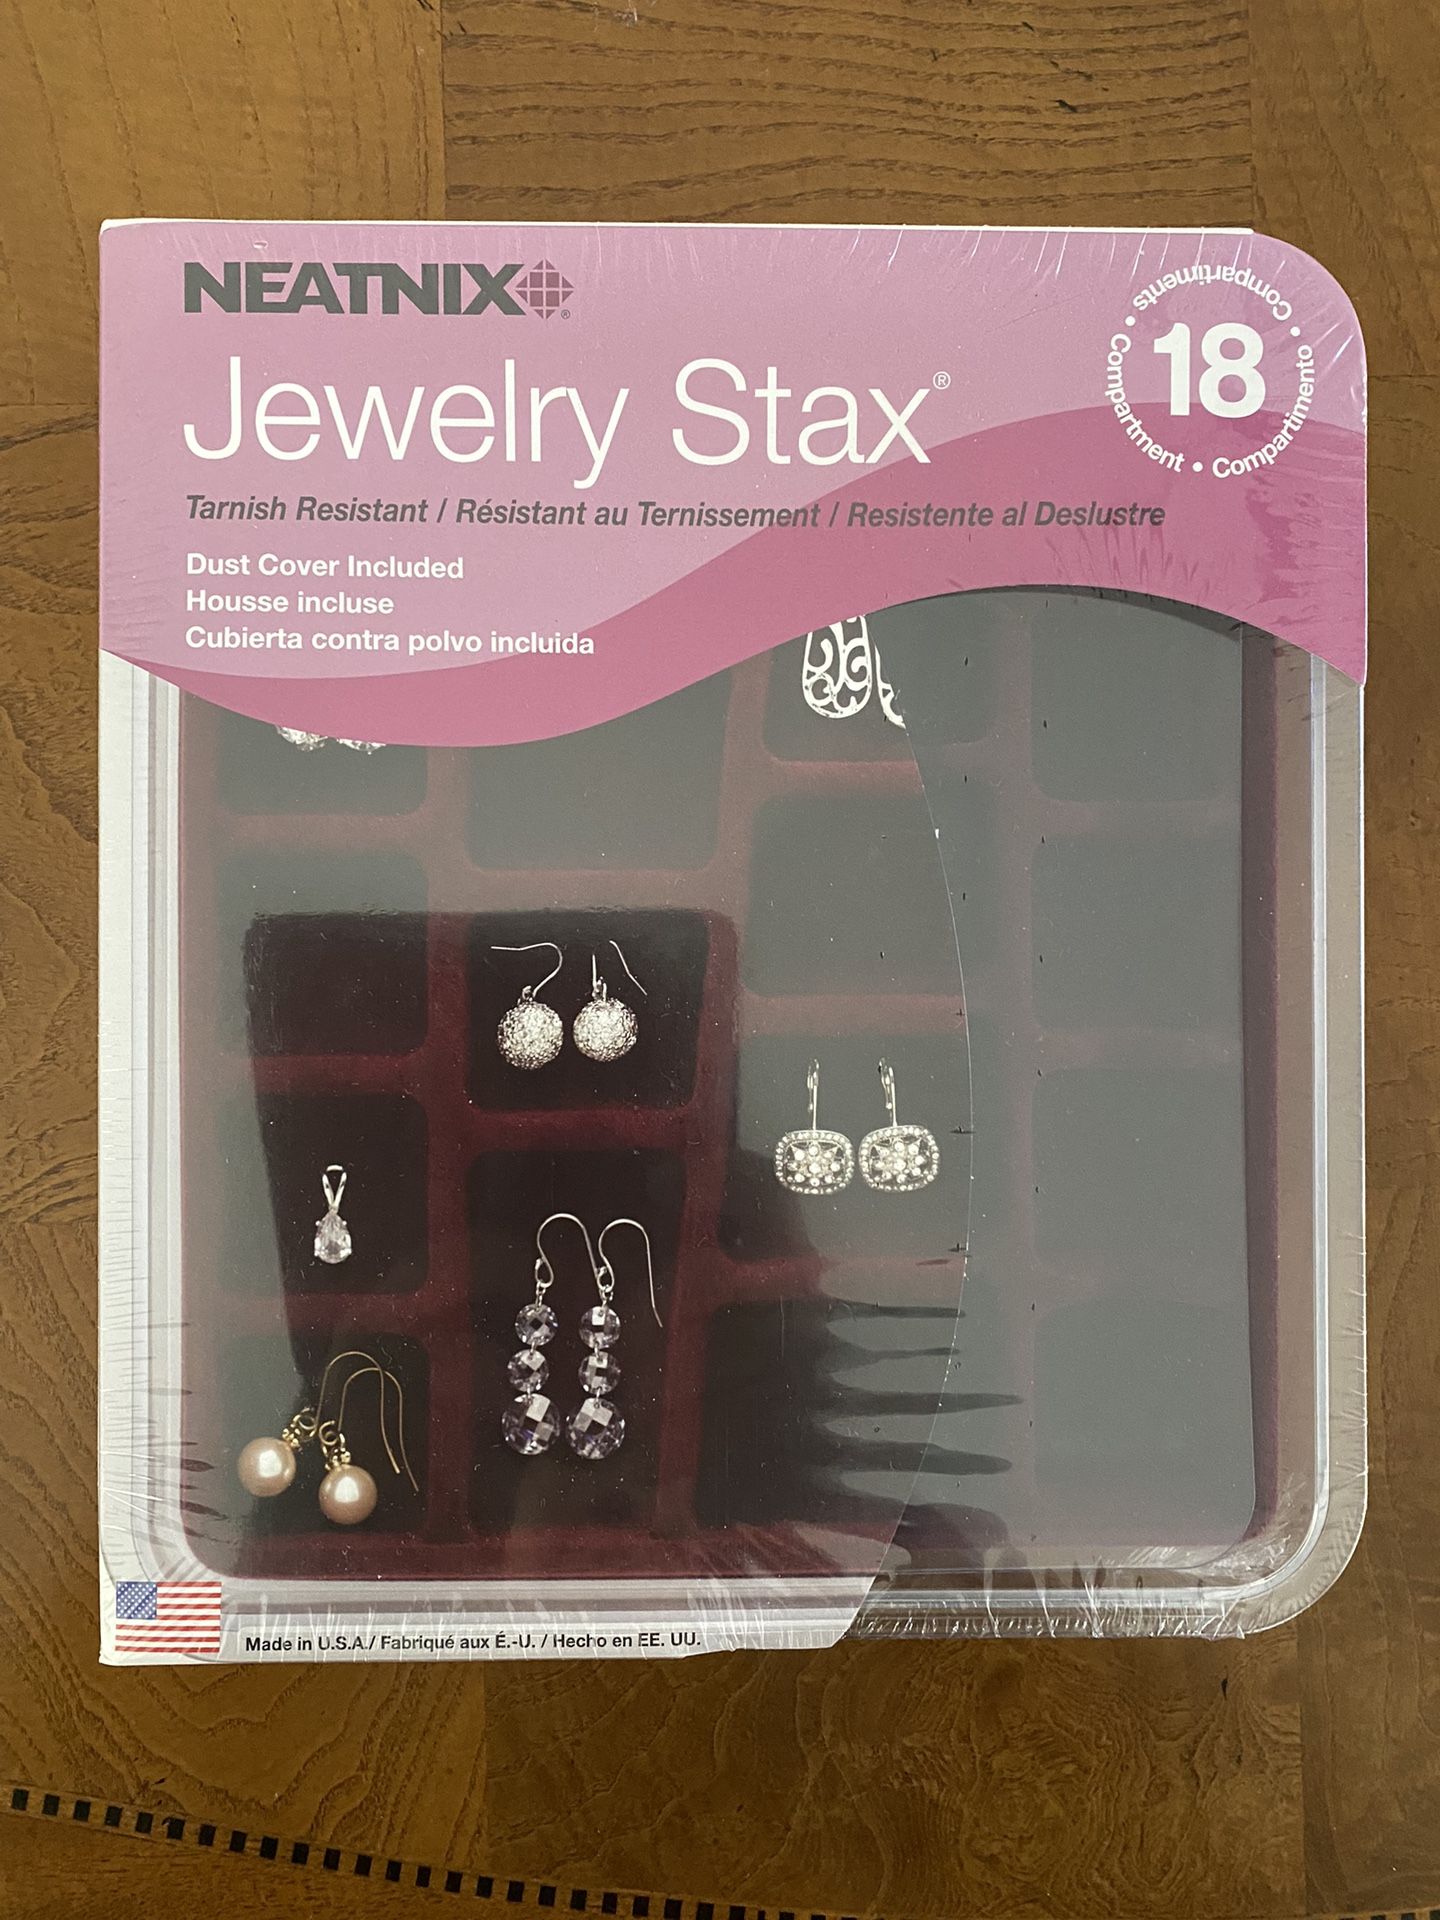 NEATNIX®
Jewelry Stax®
18
Compartiments • Compartimento • Compartment •
Tarnish Resistant / Résistant au Ternissement / Resistente al Deslustre
Dust Cover Included
Housse incluse
Cubierta contra polvo incluida
Made in U.S.A./ Fabriqué aux É.-U. / Hecho en EE. UU.